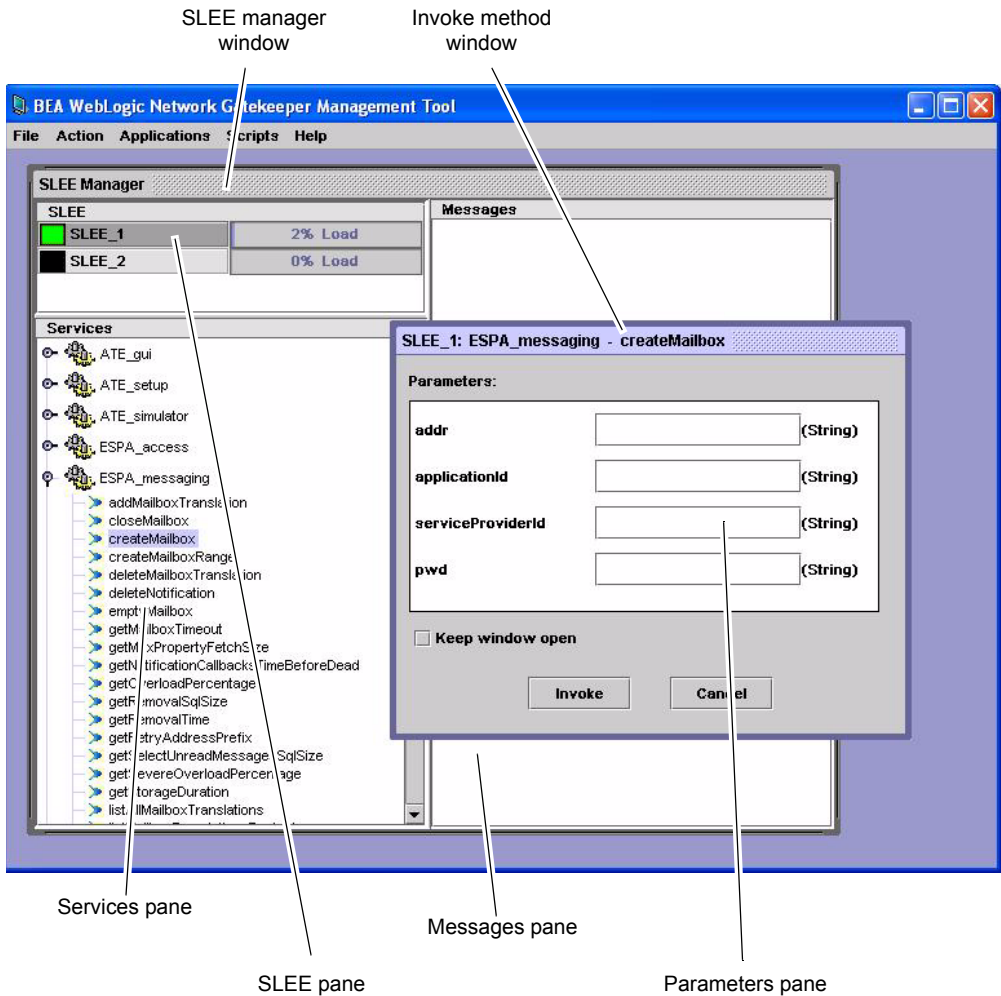 SLEE manager
window
Invoke method
window
BEA WebLogic Network Gatekeeper Management Tool
File Action Applications Scripts Help
SLEE Manager
SLEE
SLEE_1 2% Load
SLEE_2 0% Load
Messages
Services
ATE_gui
ATE_setup
ATE_simulator
ESPA_access
ESPA_messaging
addMailboxTranslation
closeMailbox
createMailbox
createMailboxRange
deleteMailboxTranslation
deleteNotification
emptyMailbox
getMailboxTimeout
getMaxPropertyFetchSize
getNotificationCallbacksTimeBeforeDead
getOverloadPercentage
getRemovalSqlSize
getRemovalTime
getRetryAddressPrefix
getSelectUnreadMessagesSqlSize
getSevereOverloadPercentage
getStorageDuration
listAllMailboxTranslations
SLEE_1: ESPA_messaging - createMailbox
Parameters:
addr (String)
applicationId (String)
serviceProviderId (String)
pwd (String)
Keep window open
Invoke Cancel
Services pane
Messages pane
SLEE pane
Parameters pane